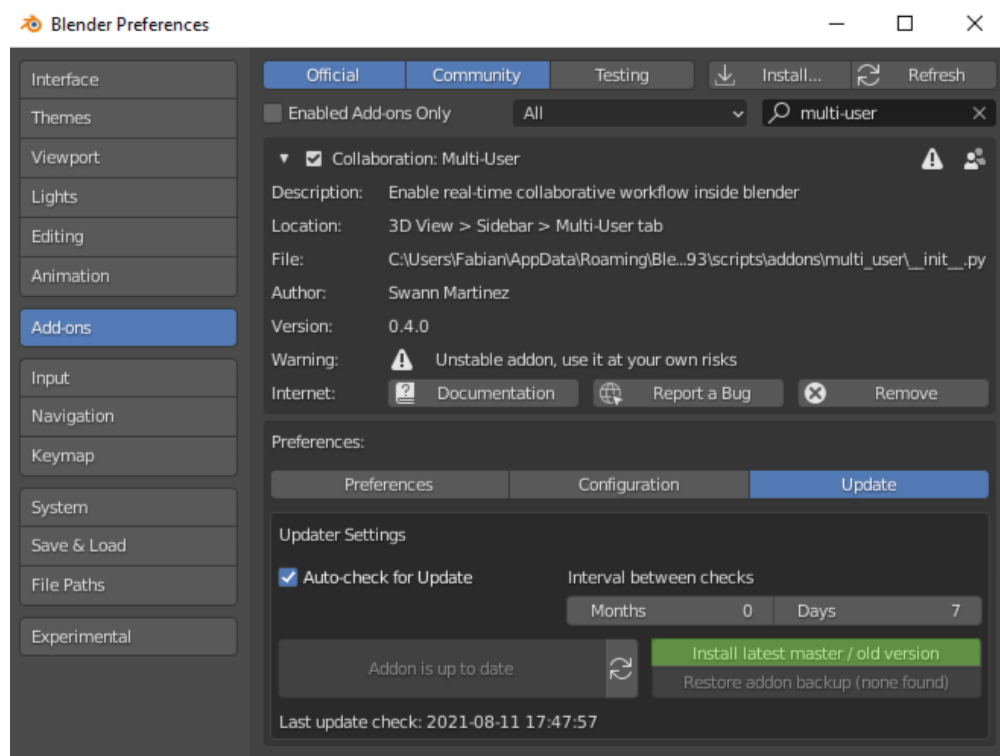 Blender Preferences
Interface
Themes
Viewport
Lights
Editing
Animation
Add-ons
Input
Navigation
Keymap
System
Save & Load
File Paths
Experimental
Official Community Testing Install... Refresh
Enabled Add-ons Only All multi-user
Collaboration: Multi-User
Description: Enable real-time collaborative workflow inside blender
Location: 3D View > Sidebar > Multi-User tab
File: C:\Users\Fabian\AppData\Roaming\Ble...93\scripts\addons\multi_user\__init__.py
Author: Swann Martinez
Version: 0.4.0
Warning: Unstable addon, use it at your own risks
Internet: Documentation Report a Bug Remove
Preferences:
Preferences Configuration Update
Updater Settings
Auto-check for Update Interval between checks
Months 0 Days 7
Addon is up to date Install latest master / old version
Restore addon backup (none found)
Last update check: 2021-08-11 17:47:57